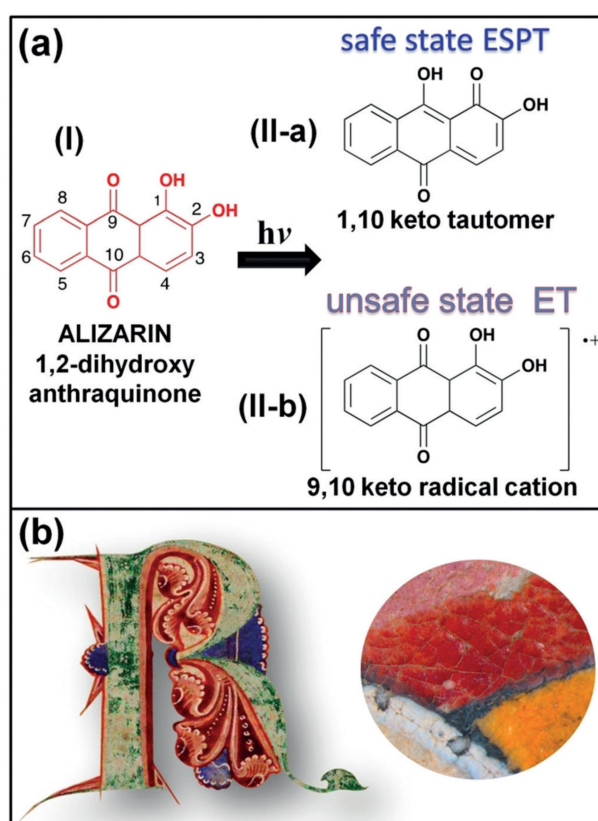 (a)
safe state ESPT
OH O
OH
(II-a)
O
1,10 keto tautomer
(I)
O OH
OH
8 1 2
7 9
6 10 3
5 4
O
hν
ALIZARIN
1,2-dihydroxy
anthraquinone
unsafe state ET
O OH
OH
•+
(II-b)
O
9,10 keto radical cation
(b)